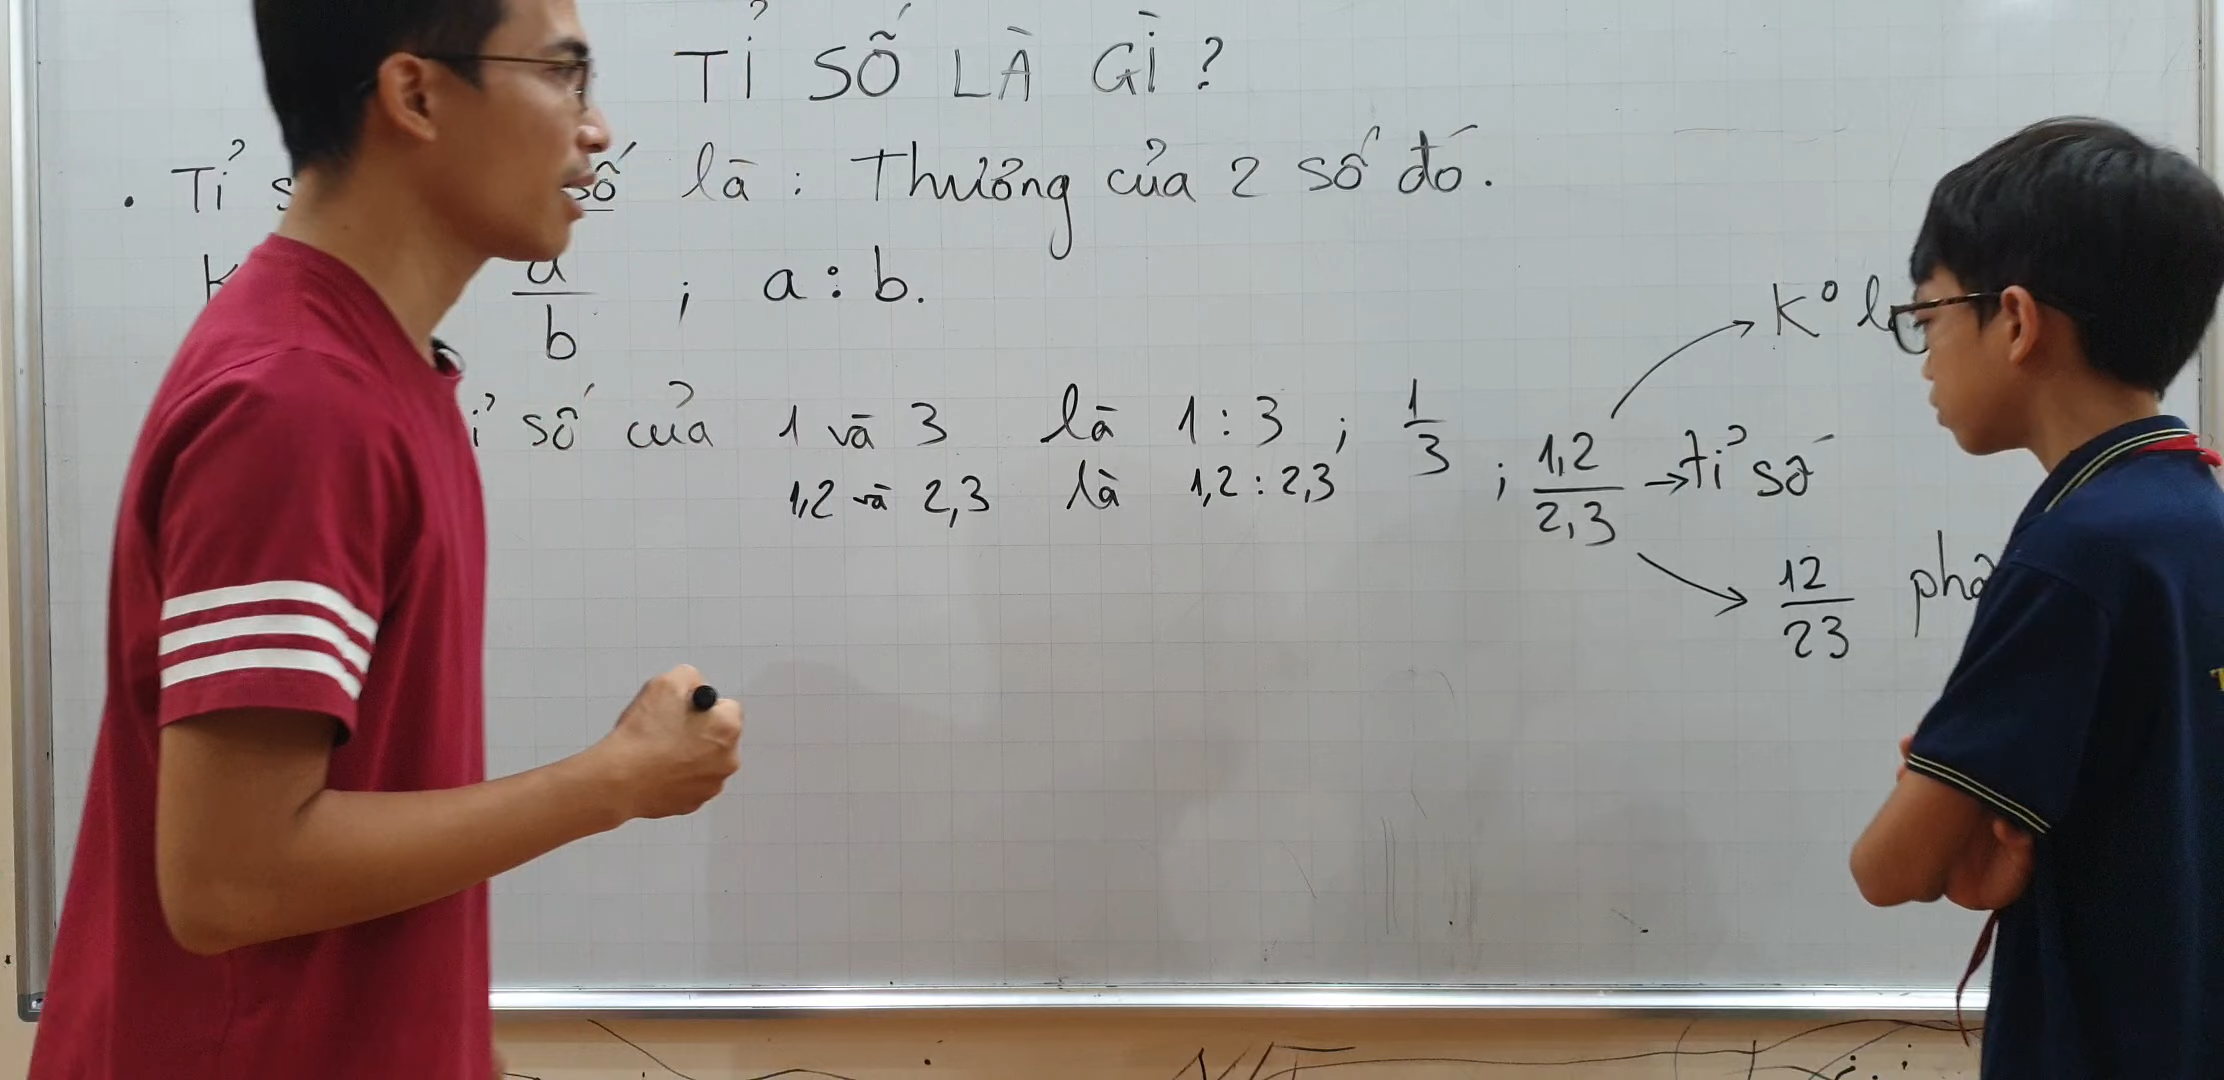 TỈ SỐ LÀ GÌ ?
. Tỉ số là : Thương của 2 số đó.
a/b ; a : b.
số của 1 và 3 là 1 : 3 ; 1/3
1,2 và 2,3 là 1,2 : 2,3 ; 1,2/2,3 → tỉ số
K°
12/23